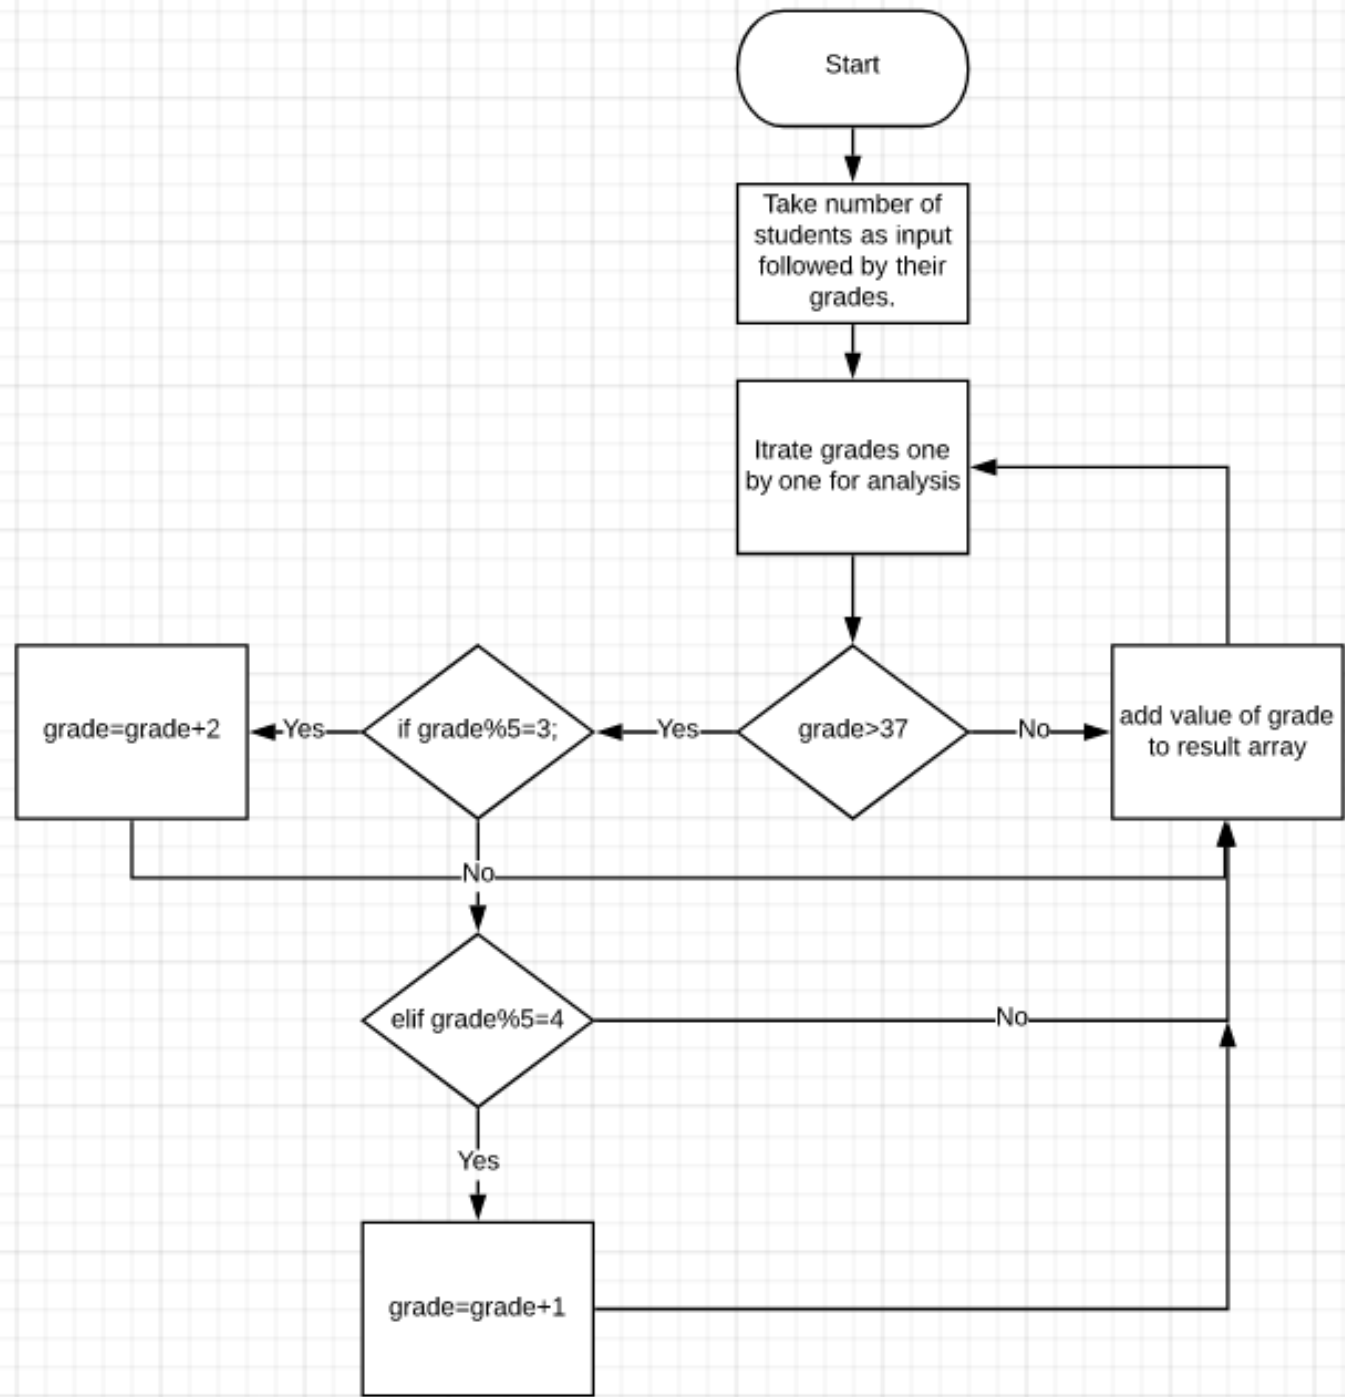 Start
Take number of
students as input
followed by their
grades.
Itrate grades one
by one for analysis
grade=grade+2
Yes
if grade%5=3;
Yes
grade>37
No
add value of grade
to result array
No
elif grade%5=4
No
Yes
grade=grade+1